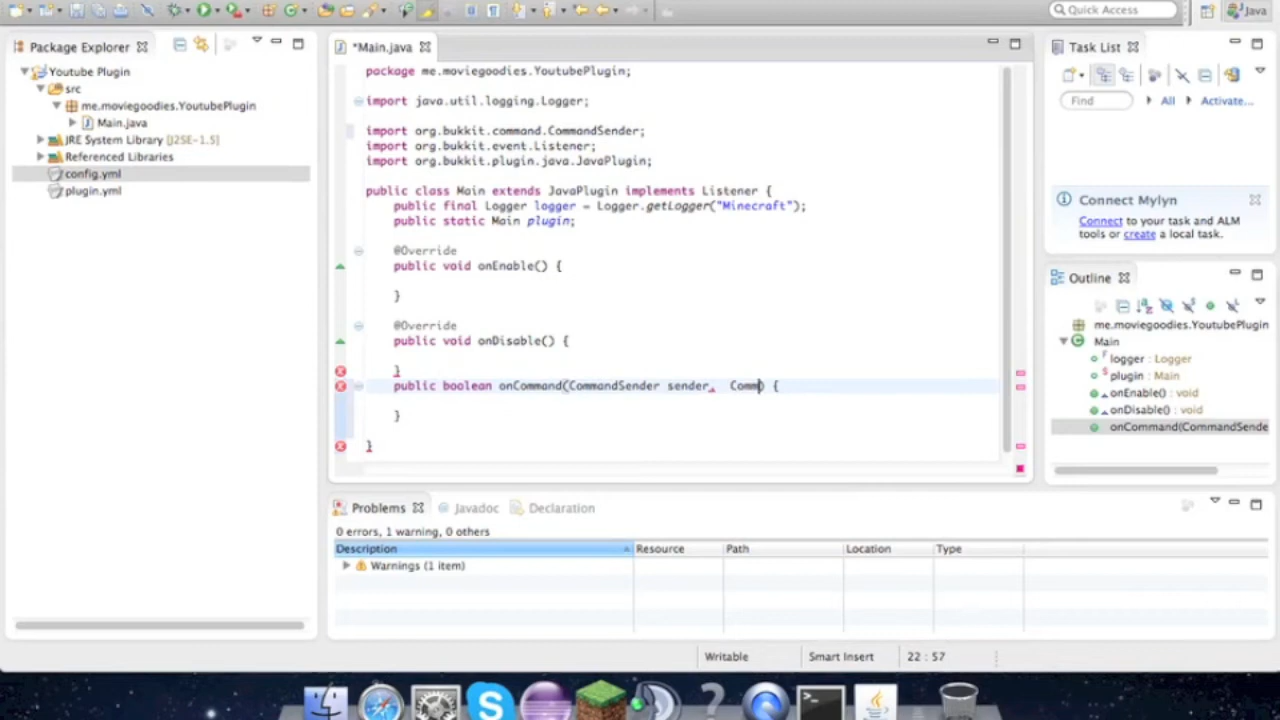 Quick Access
Java
Package Explorer
Youtube Plugin
src
me.moviegoodies.YoutubePlugin
Main.java
JRE System Library [J2SE-1.5]
Referenced Libraries
config.yml
plugin.yml
*Main.java
package me.moviegoodies.YoutubePlugin;
import java.util.logging.Logger;
import org.bukkit.command.CommandSender;
import org.bukkit.event.Listener;
import org.bukkit.plugin.java.JavaPlugin;
public class Main extends JavaPlugin implements Listener {
public final Logger logger = Logger.getLogger("Minecraft");
public static Main plugin;
@Override
public void onEnable() {
}
@Override
public void onDisable() {
}
public boolean onCommand(CommandSender sender,  Comm) {
}
}
Task List
Find
All
Activate...
Connect Mylyn
Connect to your task and ALM
tools or create a local task.
Outline
me.moviegoodies.YoutubePlugin
Main
logger : Logger
plugin : Main
onEnable() : void
onDisable() : void
onCommand(CommandSende
Problems
Javadoc
Declaration
0 errors, 1 warning, 0 others
Description
Resource
Path
Location
Type
Warnings (1 item)
Writable
Smart Insert
22 : 57